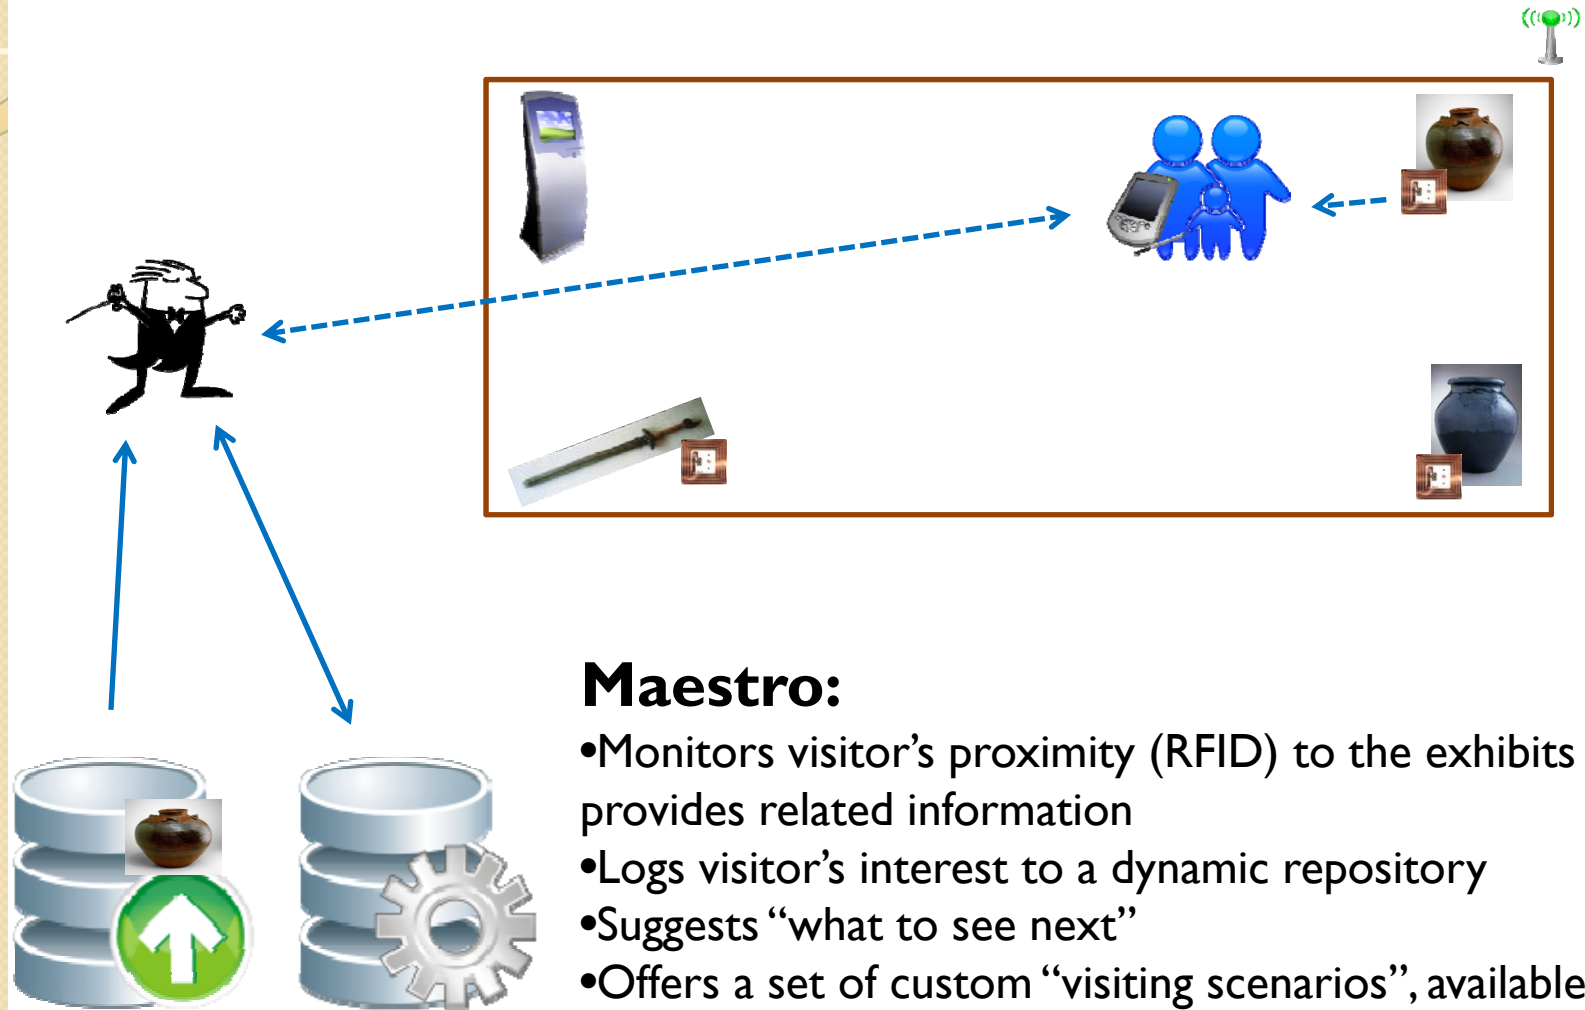 Maestro:
•Monitors visitor’s proximity (RFID) to the exhibits
provides related information
•Logs visitor’s interest to a dynamic repository
•Suggests “what to see next”
•Offers a set of custom “visiting scenarios”, available